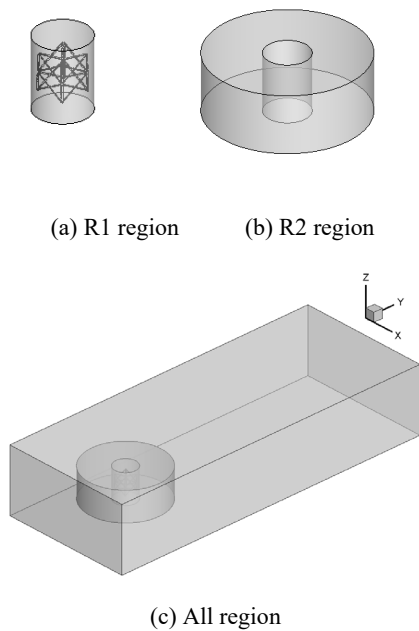 (a) R1 region
(b) R2 region
Z
Y
X
(c) All region